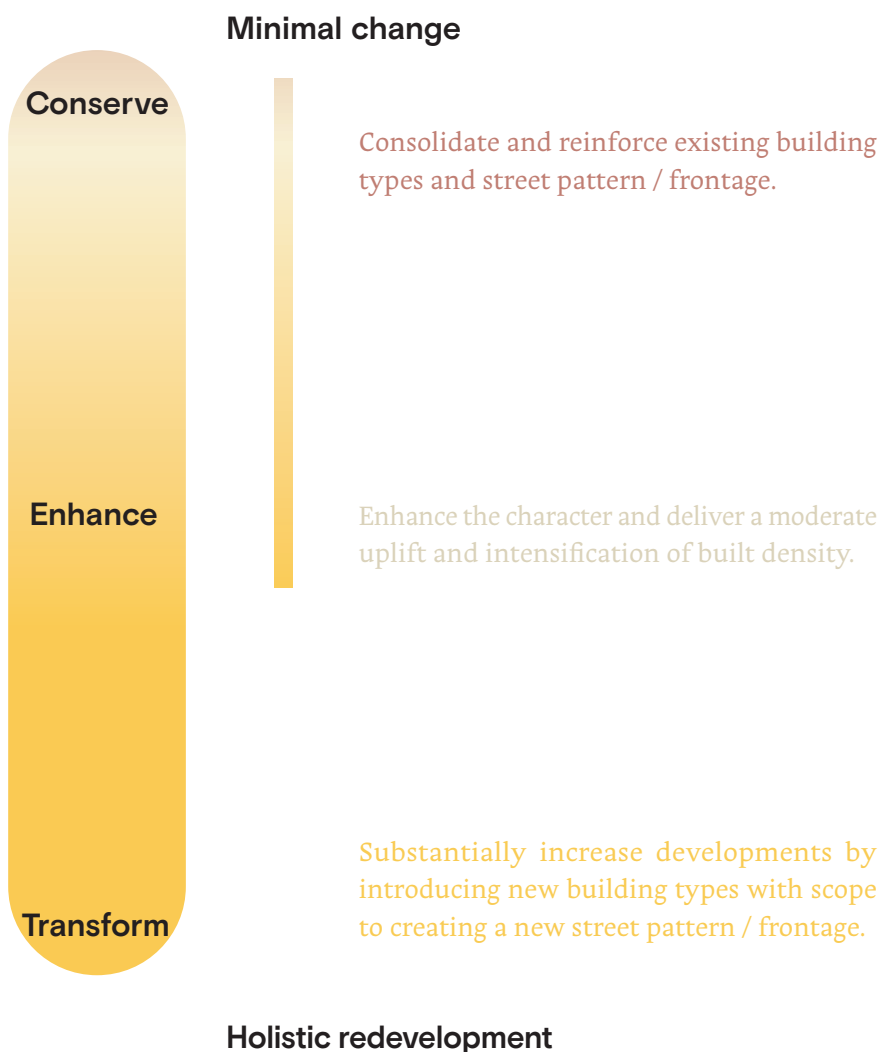 Minimal change
Conserve
Consolidate and reinforce existing building
types and street pattern / frontage.
Enhance
Enhance the character and deliver a moderate
uplift and intensification of built density.
Substantially increase developments by
introducing new building types with scope
to creating a new street pattern / frontage.
Transform
Holistic redevelopment